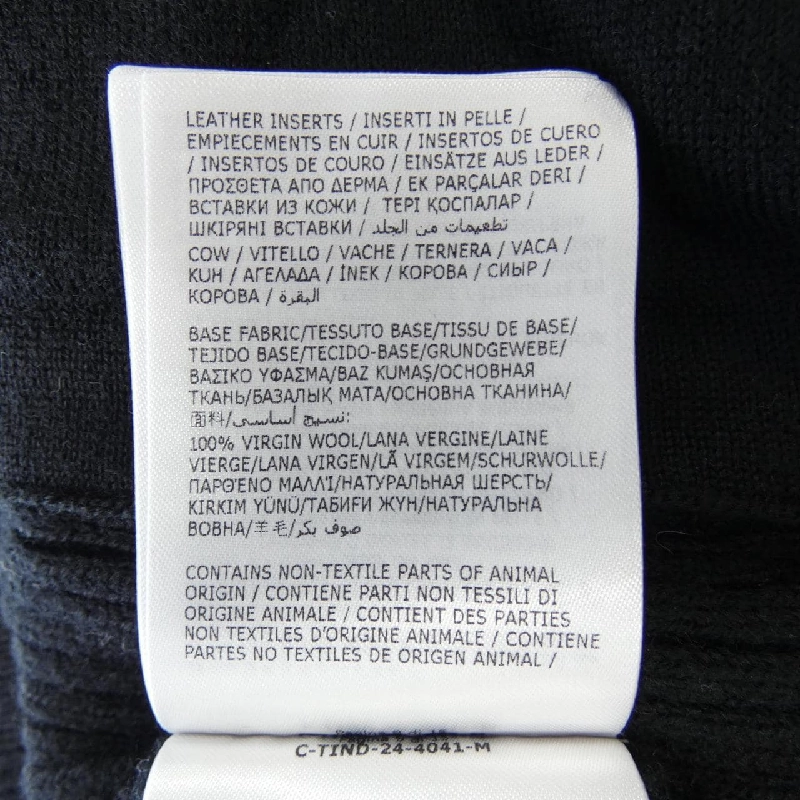 LEATHER INSERTS / INSERTI IN PELLE /
EMPIECEMENTS EN CUIR / INSERTOS DE CUERO
/ INSERTOS DE COURO / EINSÄTZE AUS LEDER /
ΠΡΟΣΘΕΤΑ ΑΠΟ ΔΕΡΜΑ / EK PARÇALAR DERI /
ВСТАВКИ ИЗ КОЖИ / ТЕРІ ҚОСПАЛАР /
ШКІРЯНІ ВСТАВКИ / تطعيمات من الجلد
COW / VITELLO / VACHE / TERNERA / VACA /
KUH / ΑΓΕΛΑΔΑ / İNEK / КОРОВА / СИЫР /
КОРОВА / البقرة
BASE FABRIC/TESSUTO BASE/TISSU DE BASE/
TEJIDO BASE/TECIDO-BASE/GRUNDGEWEBE/
ΒΑΣΙΚΟ ΥΦΑΣΜΑ/BAZ KUMAŞ/ОСНОВНАЯ
ТКАНЬ/БАЗАЛЫҚ МАТА/ОСНОВНА ТКАНИНА/
面料/نسيج أساسى:
100% VIRGIN WOOL/LANA VERGINE/LAINE
VIERGE/LANA VIRGEN/LÃ VIRGEM/SCHURWOLLE/
ΠΑΡΘΈΝΟ ΜΑΛΛΊ/НАТУРАЛЬНАЯ ШЕРСТЬ/
KIRKIM YÜNÜ/ТАБИҒИ ЖҮН/НАТУРАЛЬНА
ВОВНА/羊毛/صوف بكر
CONTAINS NON-TEXTILE PARTS OF ANIMAL
ORIGIN / CONTIENE PARTI NON TESSILI DI
ORIGINE ANIMALE / CONTIENT DES PARTIES
NON TEXTILES D'ORIGINE ANIMALE / CONTIENE
PARTES NO TEXTILES DE ORIGEN ANIMAL /
C-TIND-24-4041-M